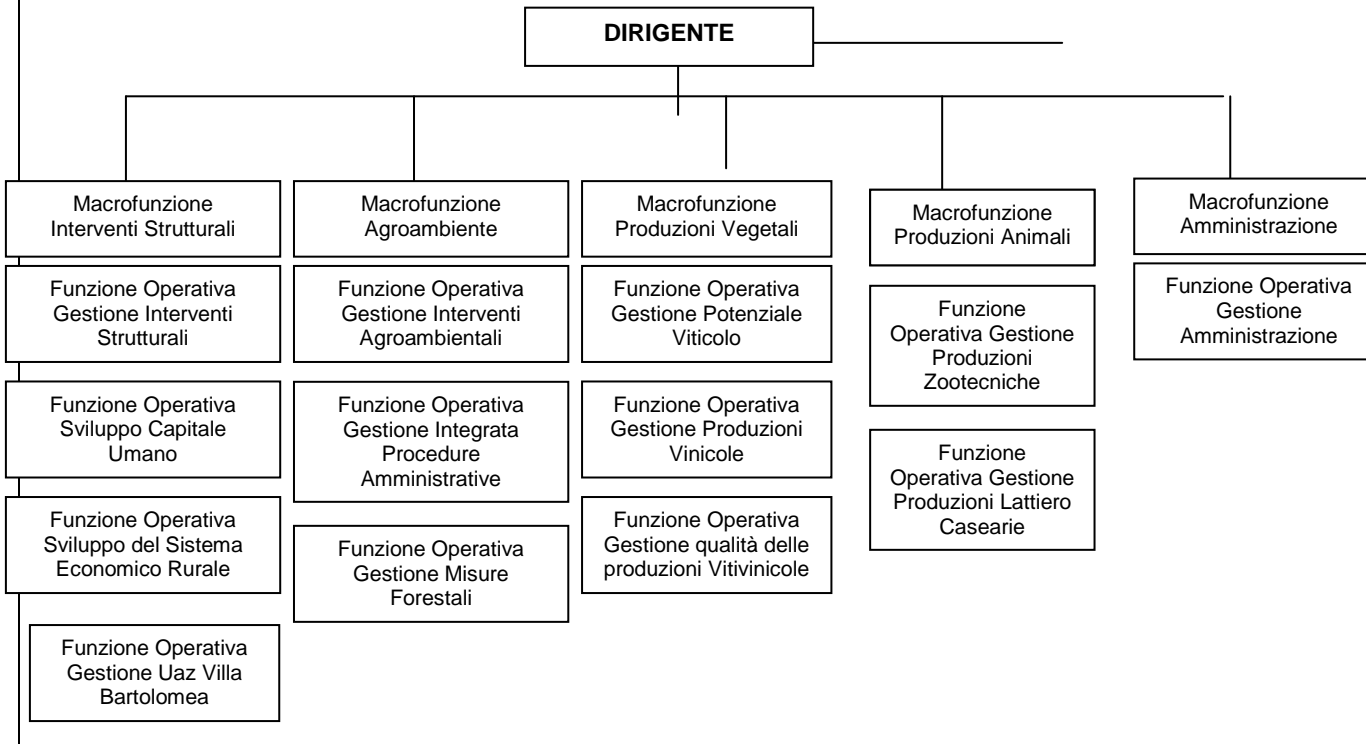 DIRIGENTE
Macrofunzione
Interventi Strutturali
Funzione Operativa
Gestione Interventi
Strutturali
Funzione Operativa
Sviluppo Capitale
Umano
Funzione Operativa
Sviluppo del Sistema
Economico Rurale
Funzione Operativa
Gestione Uaz Villa
Bartolomea
Macrofunzione
Agroambiente
Funzione Operativa
Gestione Interventi
Agroambientali
Funzione Operativa
Gestione Integrata
Procedure
Amministrative
Funzione Operativa
Gestione Misure
Forestali
Macrofunzione
Produzioni Vegetali
Funzione Operativa
Gestione Potenziale
Viticolo
Funzione Operativa
Gestione Produzioni
Vinicole
Funzione Operativa
Gestione qualità delle
produzioni Vitivinicole
Macrofunzione
Produzioni Animali
Funzione
Operativa Gestione
Produzioni
Zootecniche
Funzione
Operativa Gestione
Produzioni Lattiero
Casearie
Macrofunzione
Amministrazione
Funzione Operativa
Gestione
Amministrazione